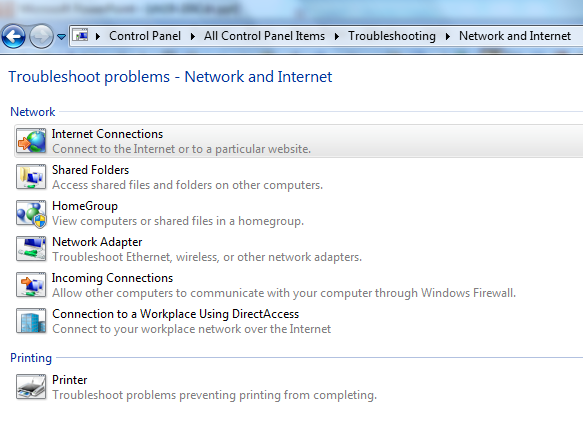 Microsoft PowerPoint
Control Panel ▸ All Control Panel Items ▸ Troubleshooting ▸ Network and Internet
Troubleshoot problems - Network and Internet
Network
Internet Connections
Connect to the Internet or to a particular website.
Shared Folders
Access shared files and folders on other computers.
HomeGroup
View computers or shared files in a homegroup.
Network Adapter
Troubleshoot Ethernet, wireless, or other network adapters.
Incoming Connections
Allow other computers to communicate with your computer through Windows Firewall.
Connection to a Workplace Using DirectAccess
Connect to your workplace network over the Internet
Printing
Printer
Troubleshoot problems preventing printing from completing.